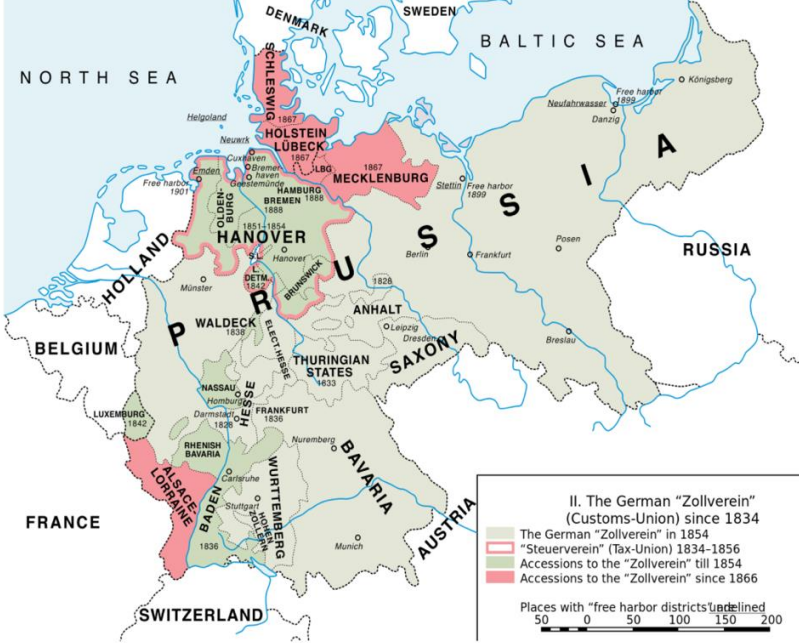 DENMARK
SWEDEN
BALTIC SEA
NORTH SEA
SCHLESWIG
1867
HOLSTEIN
LÜBECK
1867
LBG
1867
MECKLENBURG
Helgoland
Neuwrk
Cuxhaven
Bremer
haven
Geestemünde
Emden
Free harbor
1901
HAMBURG
1888
BREMEN
1888
OLDEN-
BURG
1851–1854
HANOVER
Hanover
S.L.
L.
DETM.
1842
BRUNSWICK
Königsberg
Free harbor
1899
Neufahrwasser
Danzig
Stettin
Free harbor
1899
PRUSSIA
Posen
Berlin
Frankfurt
RUSSIA
HOLLAND
Münster
BELGIUM
WALDECK
1838
ELECT.HESSE
1828
ANHALT
Leipzig
Dresden
SAXONY
Breslau
THURINGIAN
STATES
1833
NASSAU
Homburg
HESSE
Darmstadt
1828
FRANKFURT
1836
LUXEMBURG
1842
RHENISH
BAVARIA
Nuremberg
BAVARIA
ALSACE-
LORRAINE
Carlsruhe
Stuttgart
WURTTEMBERG
HOHEN
ZOLLERN
BADEN
1836
Munich
FRANCE
AUSTRIA
SWITZERLAND
II. The German “Zollverein”
(Customs-Union) since 1834
The German “Zollverein” in 1854
“Steuerverein” (Tax-Union) 1834–1856
Accessions to the “Zollverein” till 1854
Accessions to the “Zollverein” since 1866
Places with “free harbor districts” underlined
50 0 50 100 150 200